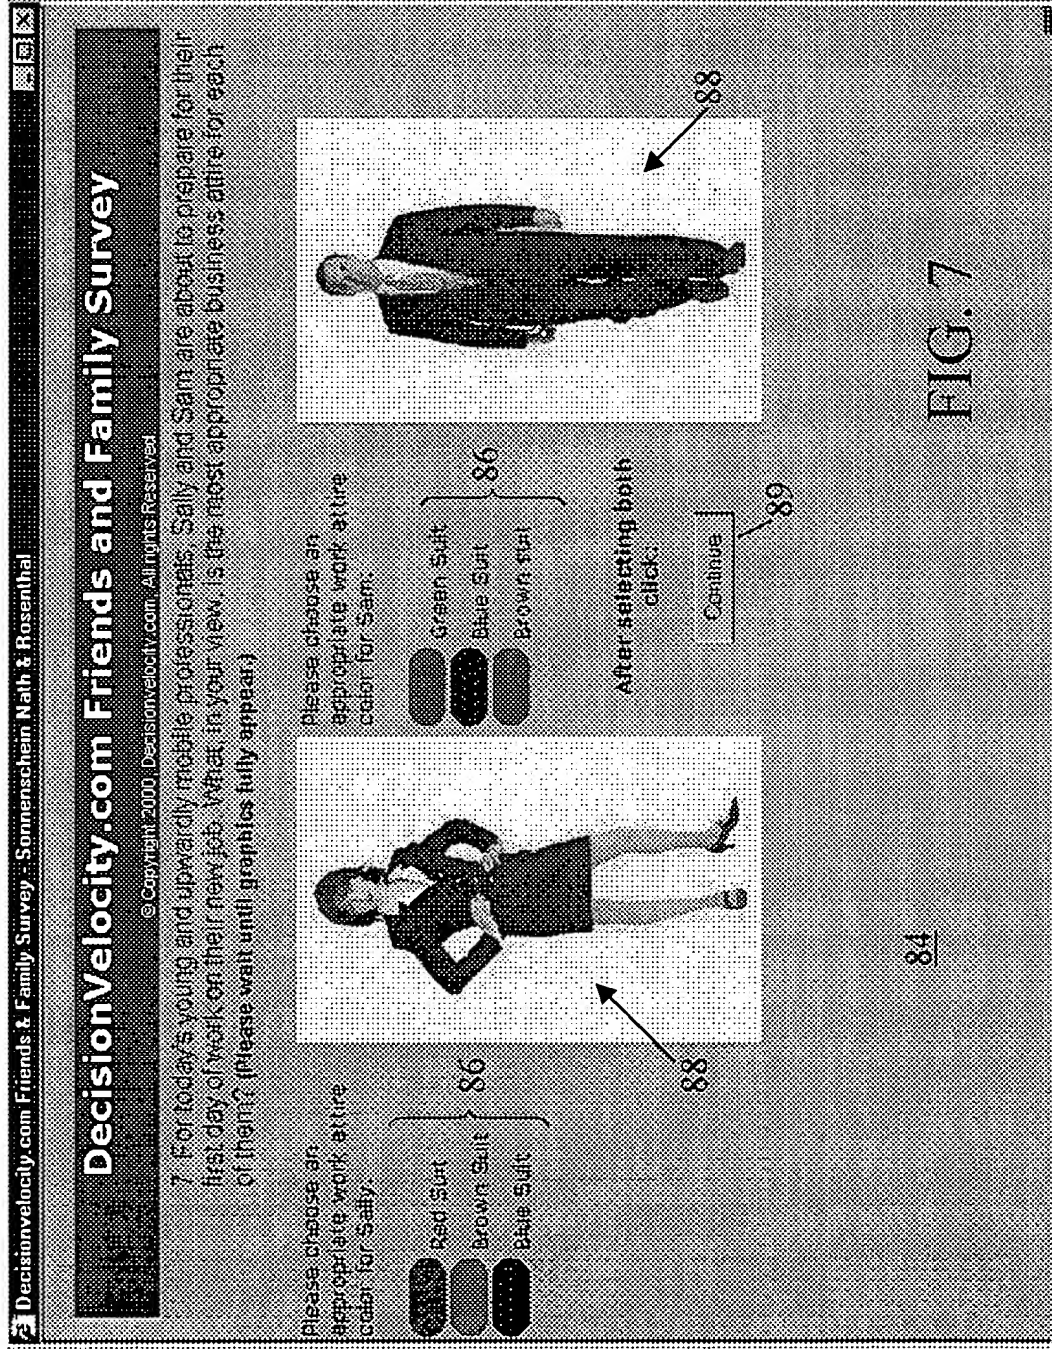 Decisionvelocity.com Friends & Family Survey - Sonnenschein Nath & Rosenthal
DecisionVelocity.com Friends and Family Survey
© Copyright 2000, Decisionvelocity.com, All rights Reserved
7. For today's young and upwardly mobile professionals, Sally and Sam are about to prepare for their
first day of work on their new job. What, in your view, is the most appropriate business attire for each
of them? (Please wait until graphics fully appear.)
Please choose an
appropriate work attire
color for Sally:
Red Suit
Brown Suit
Blue Suit
86
88
Please choose an
appropriate work attire
color for Sam:
Green Suit
Blue Suit
Brown suit
86
After selecting both
click:
Continue
89
88
84
FIG. 7